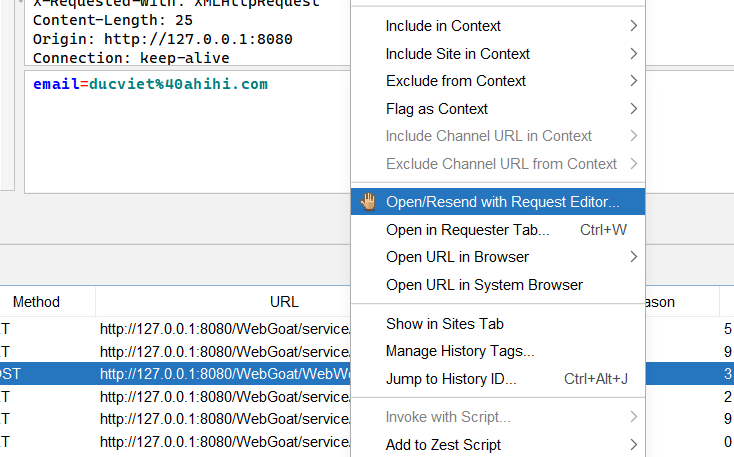 X-Requested-With: XMLHttpRequest
Content-Length: 25
Origin: http://127.0.0.1:8080
Connection: keep-alive
email=ducviet%40ahihi.com
Include in Context
Include Site in Context
Exclude from Context
Flag as Context
Include Channel URL in Context
Exclude Channel URL from Context
Open/Resend with Request Editor...
Open in Requester Tab... Ctrl+W
Open URL in Browser
Open URL in System Browser
Show in Sites Tab
Manage History Tags...
Jump to History ID... Ctrl+Alt+J
Invoke with Script...
Add to Zest Script
Method URL ason
T http://127.0.0.1:8080/WebGoat/service/ 5
T http://127.0.0.1:8080/WebGoat/service/ 9
OST http://127.0.0.1:8080/WebGoat/WebWo 3
T http://127.0.0.1:8080/WebGoat/service/ 2
T http://127.0.0.1:8080/WebGoat/service/ 9
T http://127.0.0.1:8080/WebGoat/service/ 0